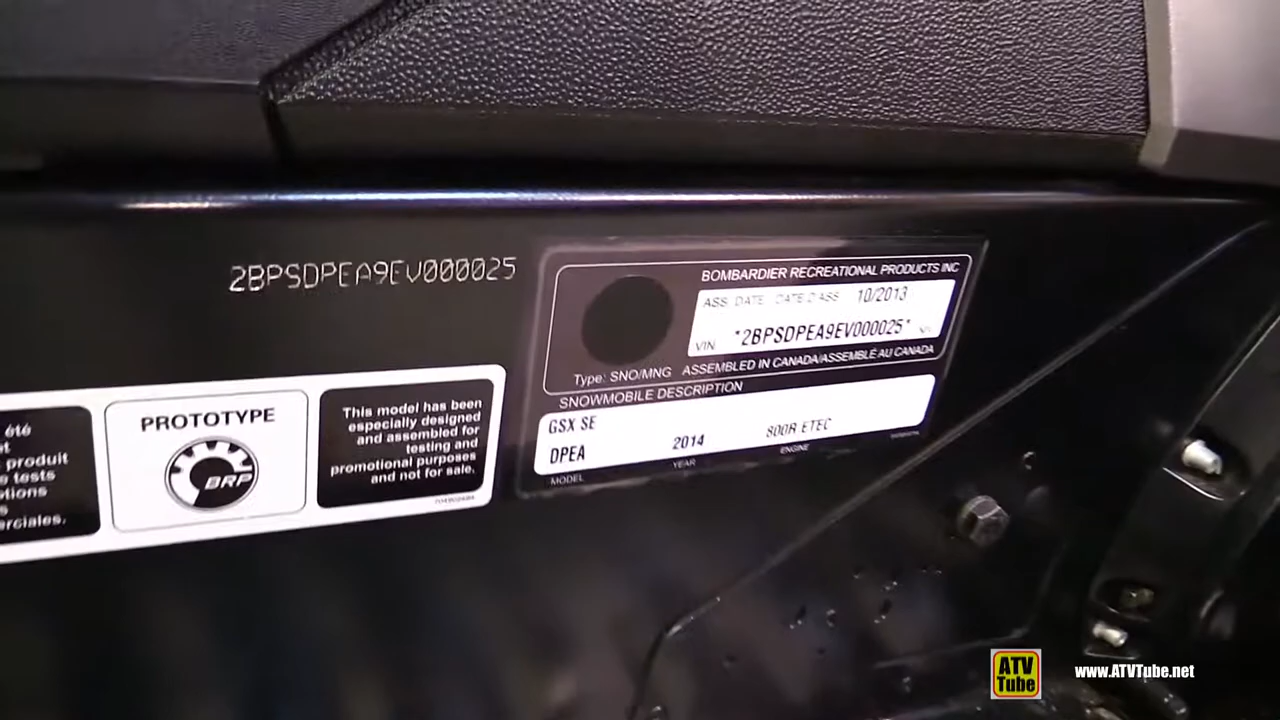 2BPSDPEA9EV000025
BOMBARDIER RECREATIONAL PRODUCTS INC
ASS. DATE DATE D'ASS 10/2013
VIN *2BPSDPEA9EV000025*
Type: SNO/MNG ASSEMBLED IN CANADA/ASSEMBLÉ AU CANADA
SNOWMOBILE DESCRIPTION
GSX SE
DPEA 2014 800R ETEC
MODEL YEAR ENGINE
été
produit
tests
PROTOTYPE
BRP
This model has been
especially designed
and assembled for
testing and
promotional purposes
and not for sale.
ATV
Tube
www.ATVTube.net